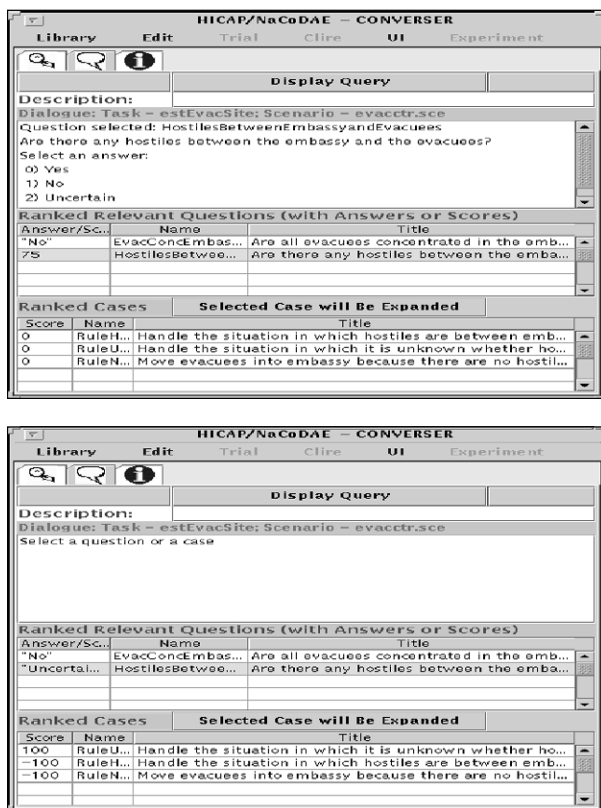 HICAP/NaCoDAE – CONVERSER
Library Edit Trial Clire UI Experiment
Display Query
Description:
Dialogue: Task – estEvacSite; Scenario – evacctr.sce
Question selected: HostilesBetweenEmbassyandEvacuees
Are there any hostiles between the embassy and the evacuees?
Select an answer:
0) Yes
1) No
2) Uncertain
Ranked Relevant Questions (with Answers or Scores)
Answer/Sc... Name Title
"No" EvacConcEmbas... Are all evacuees concentrated in the emb...
75 HostilesBetwee... Are there any hostiles between the emba...
Ranked Cases Selected Case will Be Expanded
Score Name Title
0 RuleH... Handle the situation in which hostiles are between emb...
0 RuleU... Handle the situation in which it is unknown whether ho...
0 RuleN... Move evacuees into embassy because there are no hostil...
HICAP/NaCoDAE – CONVERSER
Library Edit Trial Clire UI Experiment
Display Query
Description:
Dialogue: Task – estEvacSite; Scenario – evacctr.sce
Select a question or a case
Ranked Relevant Questions (with Answers or Scores)
Answer/Sc... Name Title
"No" EvacConcEmbas... Are all evacuees concentrated in the emb...
"Uncertai... HostilesBetwee... Are there any hostiles between the emba...
Ranked Cases Selected Case will Be Expanded
Score Name Title
100 RuleU... Handle the situation in which it is unknown whether ho...
–100 RuleH... Handle the situation in which hostiles are between emb...
–100 RuleN... Move evacuees into embassy because there are no hostil...